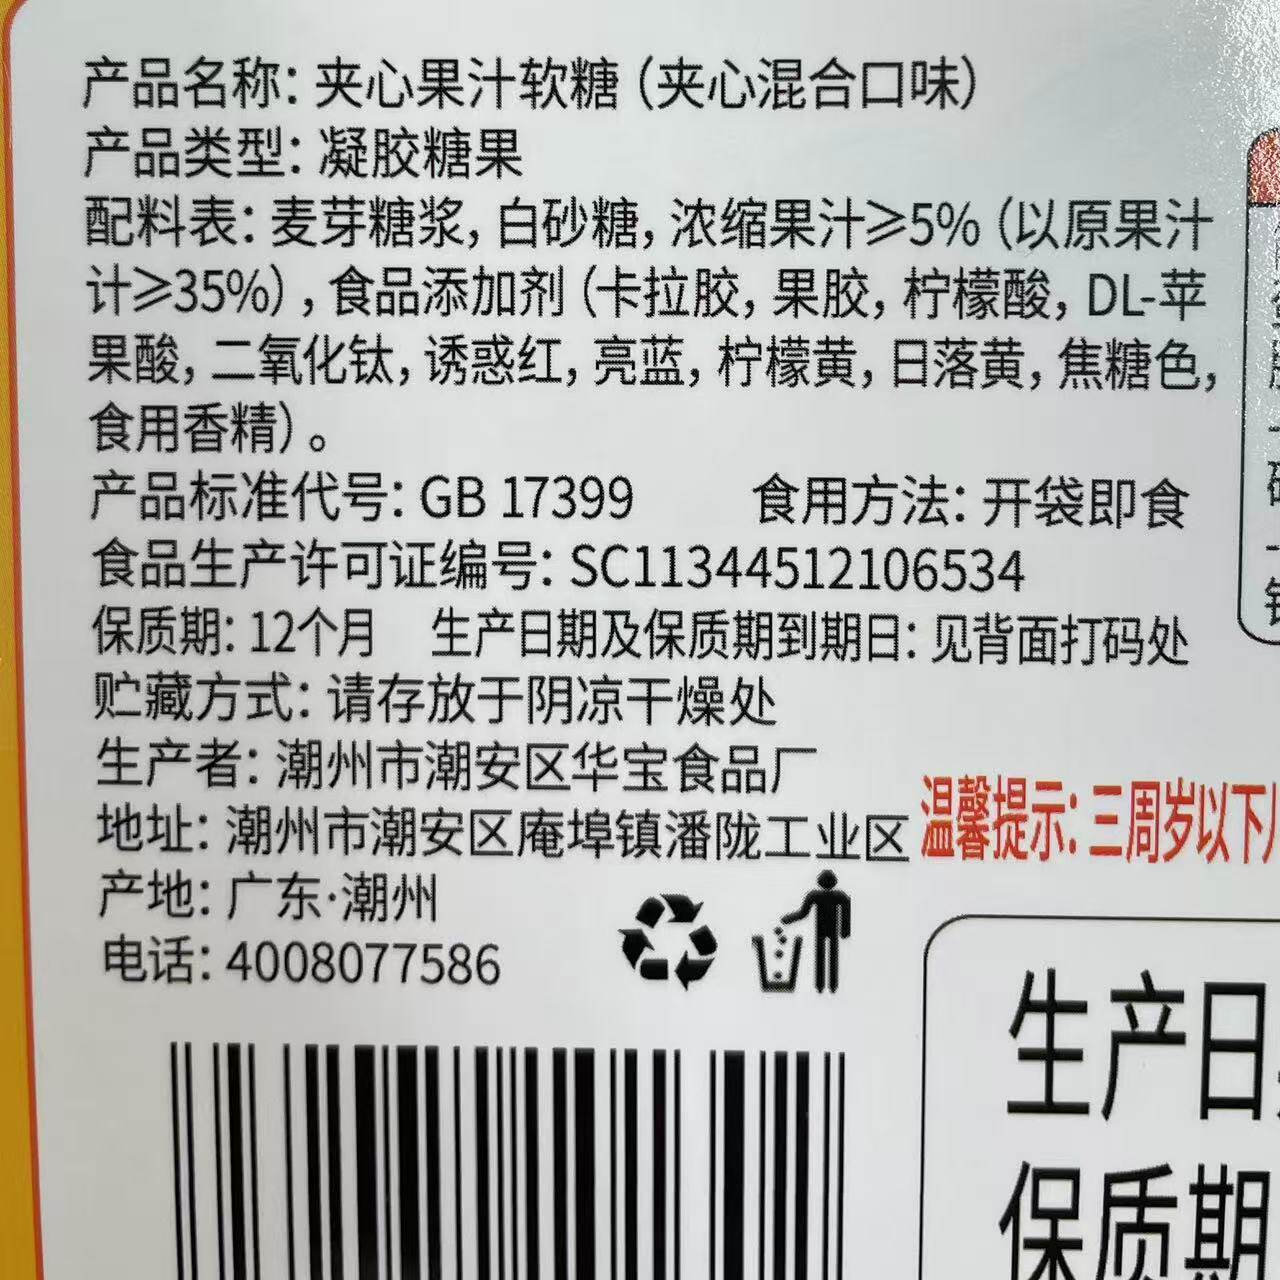 产品名称：夹心果汁软糖（夹心混合口味）
产品类型：凝胶糖果
配料表：麦芽糖浆，白砂糖，浓缩果汁≥5%（以原果汁
计≥35%），食品添加剂（卡拉胶，果胶，柠檬酸，DL-苹
果酸，二氧化钛，诱惑红，亮蓝，柠檬黄，日落黄，焦糖色，
食用香精）。
产品标准代号：GB 17399 食用方法：开袋即食
食品生产许可证编号：SC11344512106534
保质期：12个月 生产日期及保质期到期日：见背面打码处
贮藏方式：请存放于阴凉干燥处
生产者：潮州市潮安区华宝食品厂
地址：潮州市潮安区庵埠镇潘陇工业区
温馨提示：三周岁以下
产地：广东·潮州
电话：4008077586
生产日
保质期